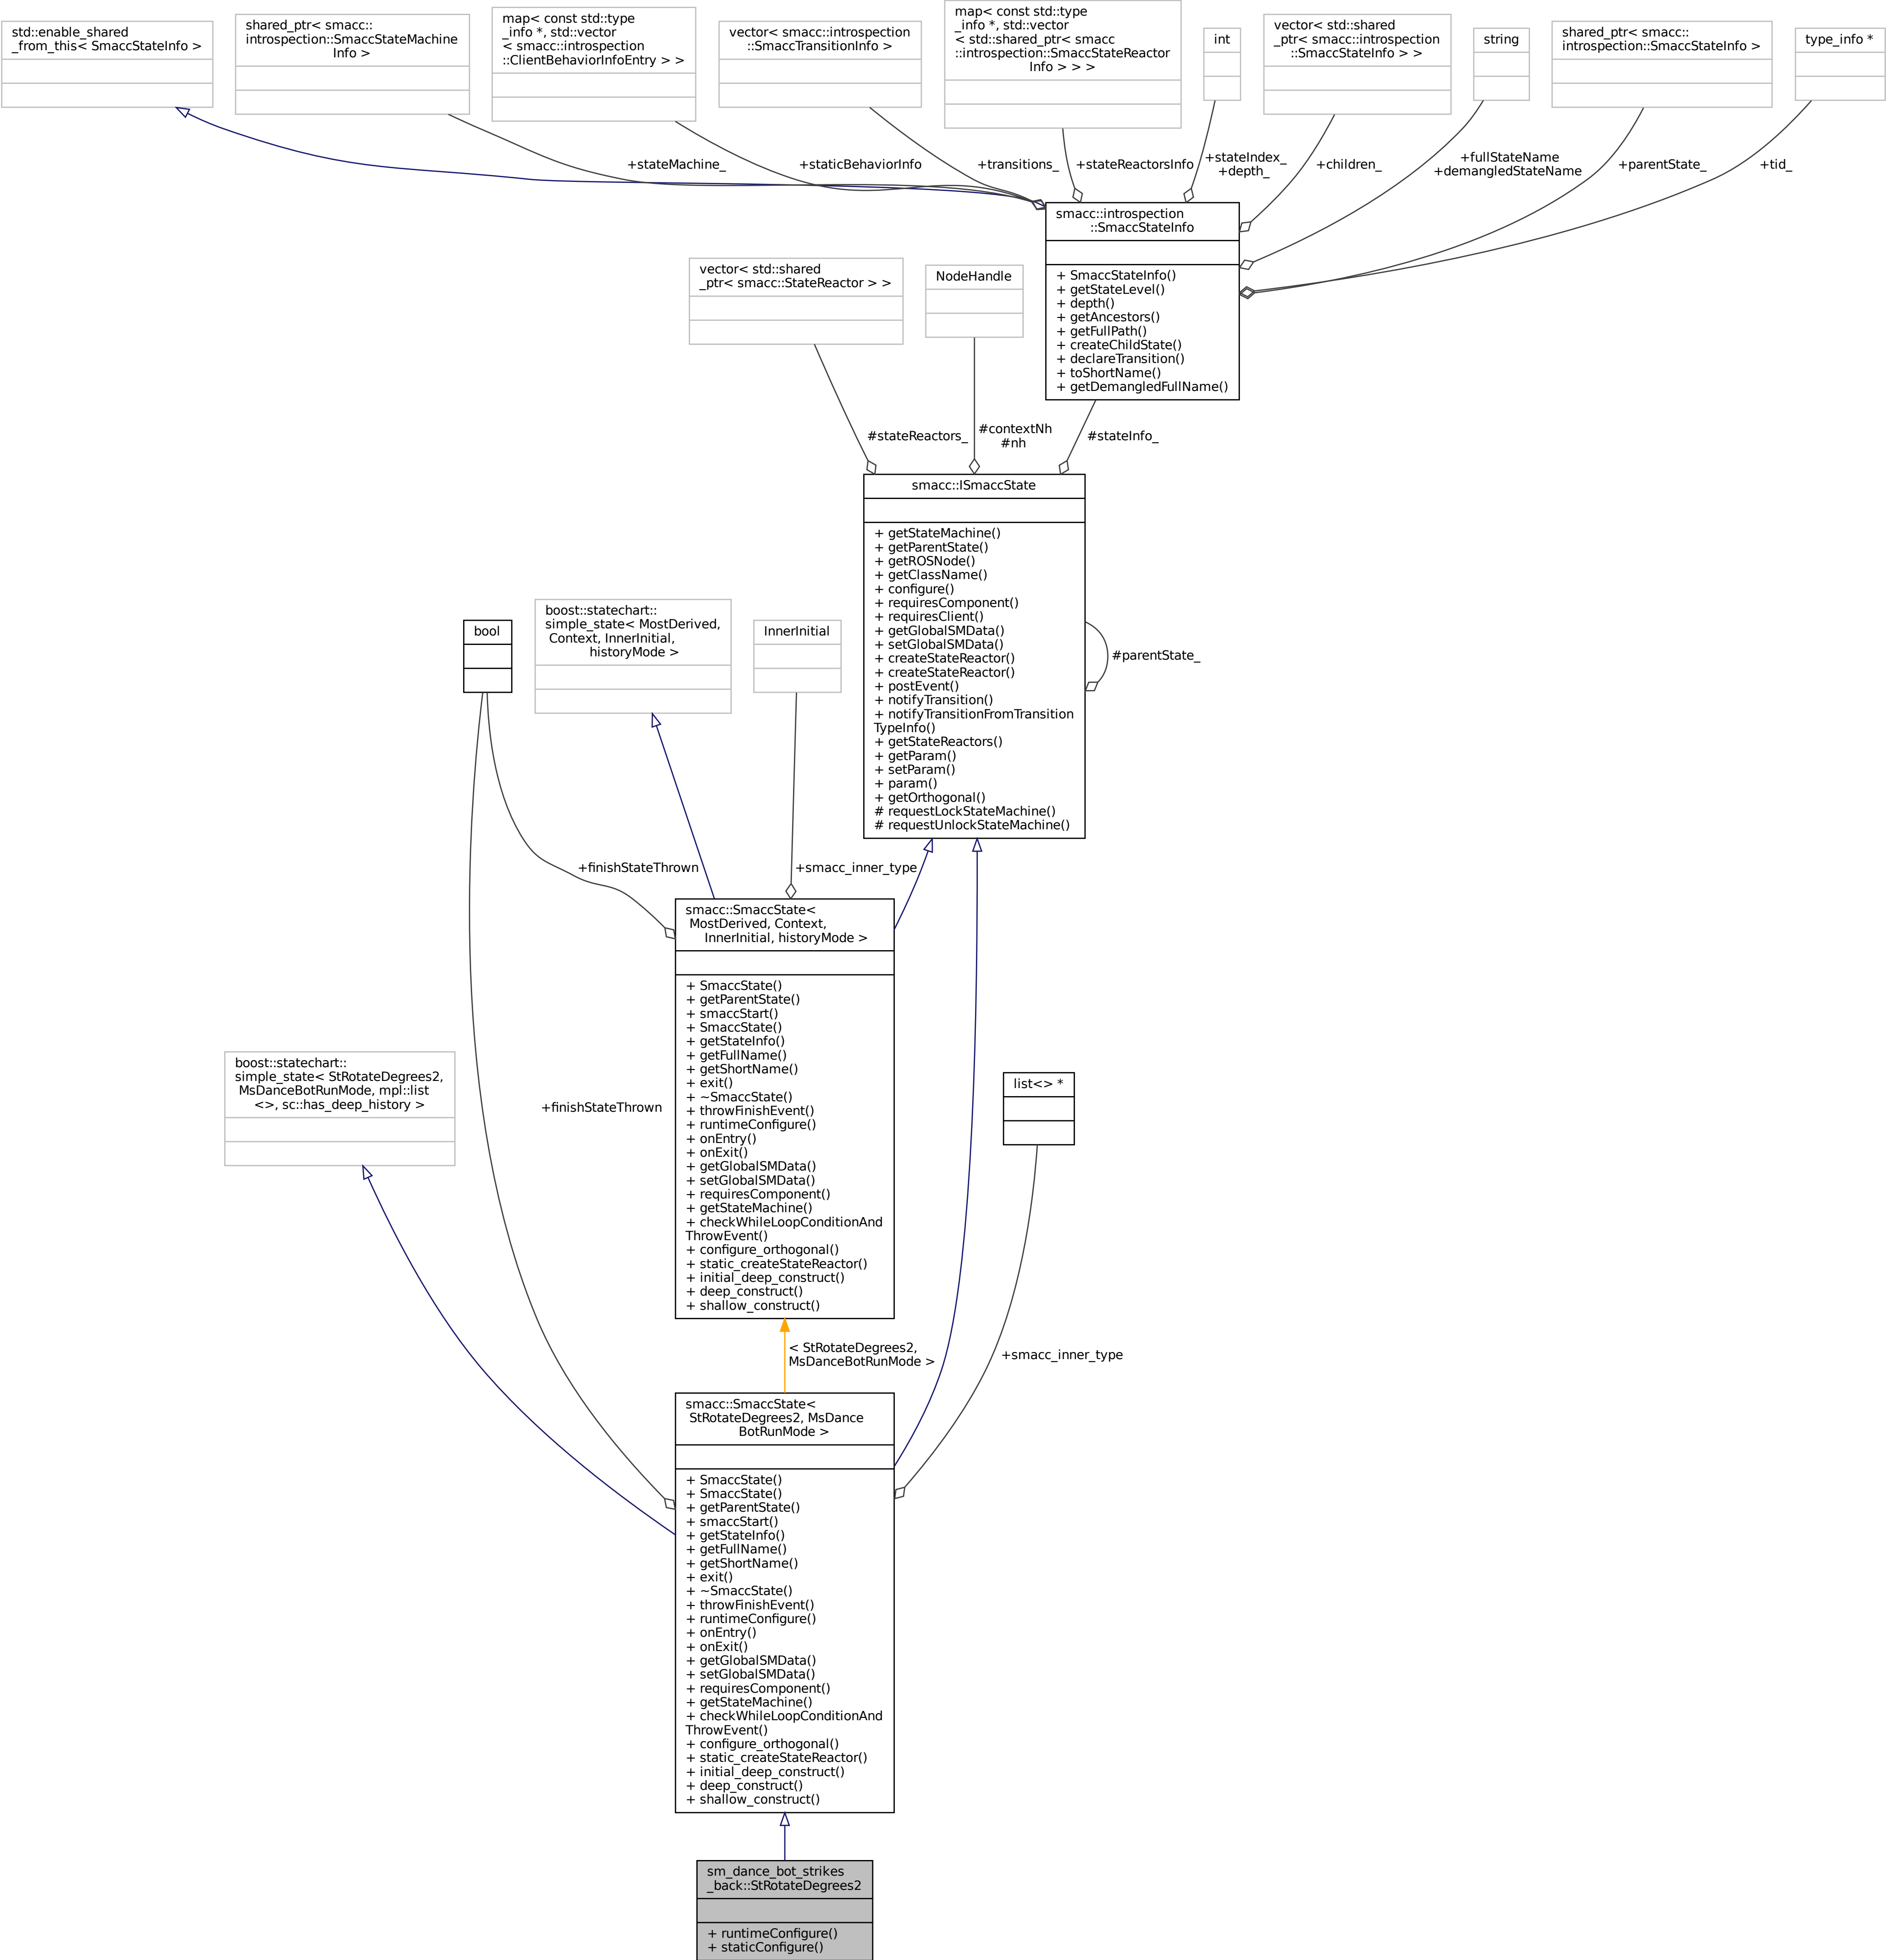 std::enable_shared
_from_this< SmaccStateInfo >
shared_ptr< smacc::
introspection::SmaccStateMachine
Info >
map< const std::type
_info *, std::vector
< smacc::introspection
::ClientBehaviorInfoEntry > >
vector< smacc::introspection
::SmaccTransitionInfo >
map< const std::type
_info *, std::vector
< std::shared_ptr< smacc
::introspection::SmaccStateReactor
Info > > >
int
vector< std::shared
_ptr< smacc::introspection
::SmaccStateInfo > >
string
shared_ptr< smacc::
introspection::SmaccStateInfo >
type_info *
+stateMachine_
+staticBehaviorInfo
+transitions_
+stateReactorsInfo
+stateIndex_
+depth_
+children_
+fullStateName
+demangledStateName
+parentState_
+tid_
smacc::introspection
::SmaccStateInfo
+ SmaccStateInfo()
+ getStateLevel()
+ depth()
+ getAncestors()
+ getFullPath()
+ createChildState()
+ declareTransition()
+ toShortName()
+ getDemangledFullName()
vector< std::shared
_ptr< smacc::StateReactor > >
NodeHandle
#stateReactors_
#contextNh
#nh
#stateInfo_
smacc::ISmaccState
+ getStateMachine()
+ getParentState()
+ getROSNode()
+ getClassName()
+ configure()
+ requiresComponent()
+ requiresClient()
+ getGlobalSMData()
+ setGlobalSMData()
+ createStateReactor()
+ createStateReactor()
+ postEvent()
+ notifyTransition()
+ notifyTransitionFromTransition
TypeInfo()
+ getStateReactors()
+ getParam()
+ setParam()
+ param()
+ getOrthogonal()
# requestLockStateMachine()
# requestUnlockStateMachine()
#parentState_
bool
boost::statechart::
simple_state< MostDerived,
Context, InnerInitial,
historyMode >
InnerInitial
+finishStateThrown
+smacc_inner_type
smacc::SmaccState<
MostDerived, Context,
InnerInitial, historyMode >
+ SmaccState()
+ getParentState()
+ smaccStart()
+ SmaccState()
+ getStateInfo()
+ getFullName()
+ getShortName()
+ exit()
+ ~SmaccState()
+ throwFinishEvent()
+ runtimeConfigure()
+ onEntry()
+ onExit()
+ getGlobalSMData()
+ setGlobalSMData()
+ requiresComponent()
+ getStateMachine()
+ checkWhileLoopConditionAnd
ThrowEvent()
+ configure_orthogonal()
+ static_createStateReactor()
+ initial_deep_construct()
+ deep_construct()
+ shallow_construct()
boost::statechart::
simple_state< StRotateDegrees2,
MsDanceBotRunMode, mpl::list
<>, sc::has_deep_history >
+finishStateThrown
list<> *
< StRotateDegrees2,
MsDanceBotRunMode >
+smacc_inner_type
smacc::SmaccState<
StRotateDegrees2, MsDance
BotRunMode >
+ SmaccState()
+ SmaccState()
+ getParentState()
+ smaccStart()
+ getStateInfo()
+ getFullName()
+ getShortName()
+ exit()
+ ~SmaccState()
+ throwFinishEvent()
+ runtimeConfigure()
+ onEntry()
+ onExit()
+ getGlobalSMData()
+ setGlobalSMData()
+ requiresComponent()
+ getStateMachine()
+ checkWhileLoopConditionAnd
ThrowEvent()
+ configure_orthogonal()
+ static_createStateReactor()
+ initial_deep_construct()
+ deep_construct()
+ shallow_construct()
sm_dance_bot_strikes
_back::StRotateDegrees2
+ runtimeConfigure()
+ staticConfigure()